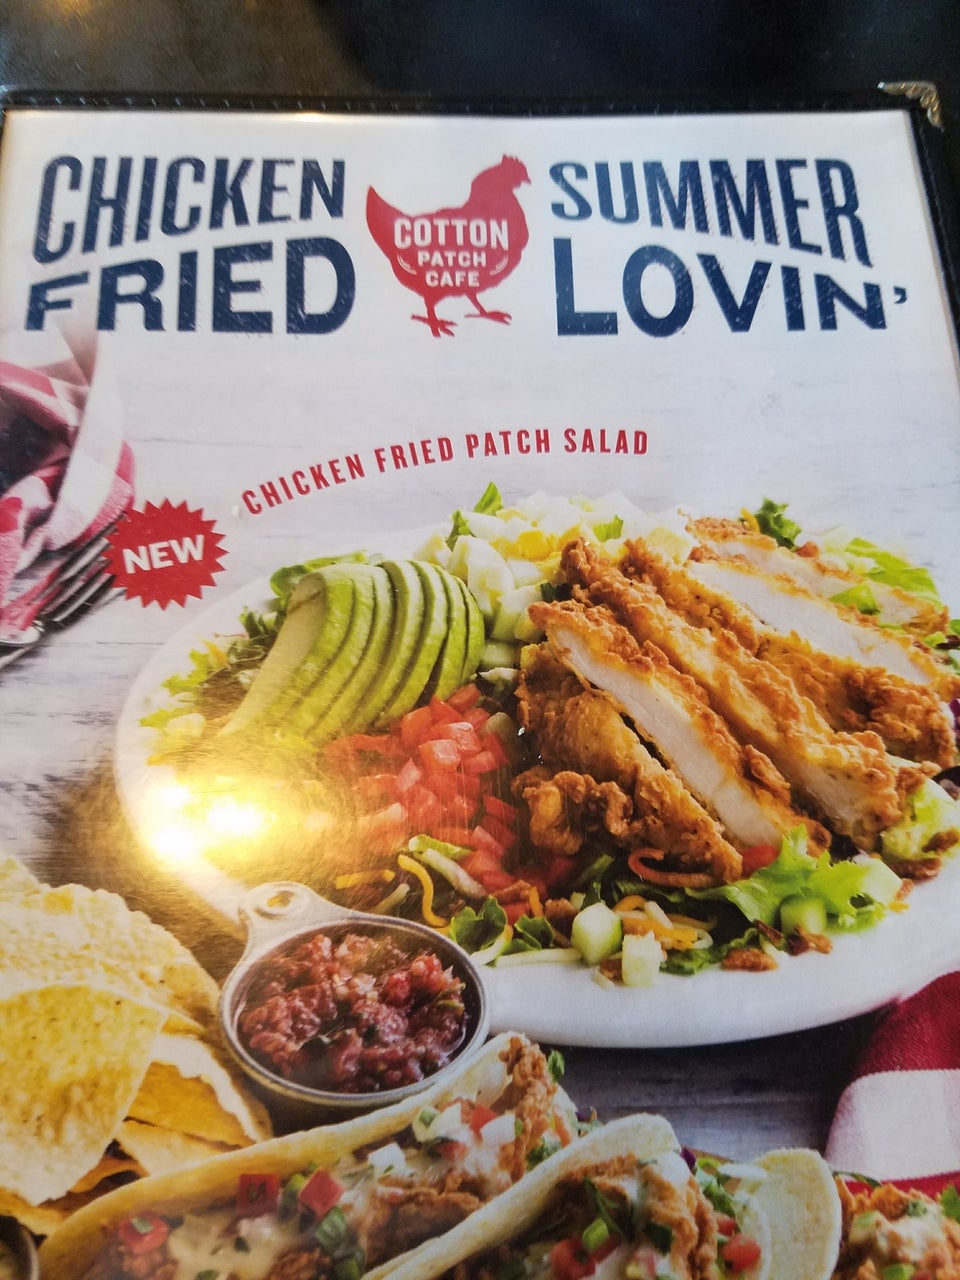 CHICKEN
FRIED
COTTON
PATCH
CAFE
SUMMER
LOVIN'
CHICKEN FRIED PATCH SALAD
NEW